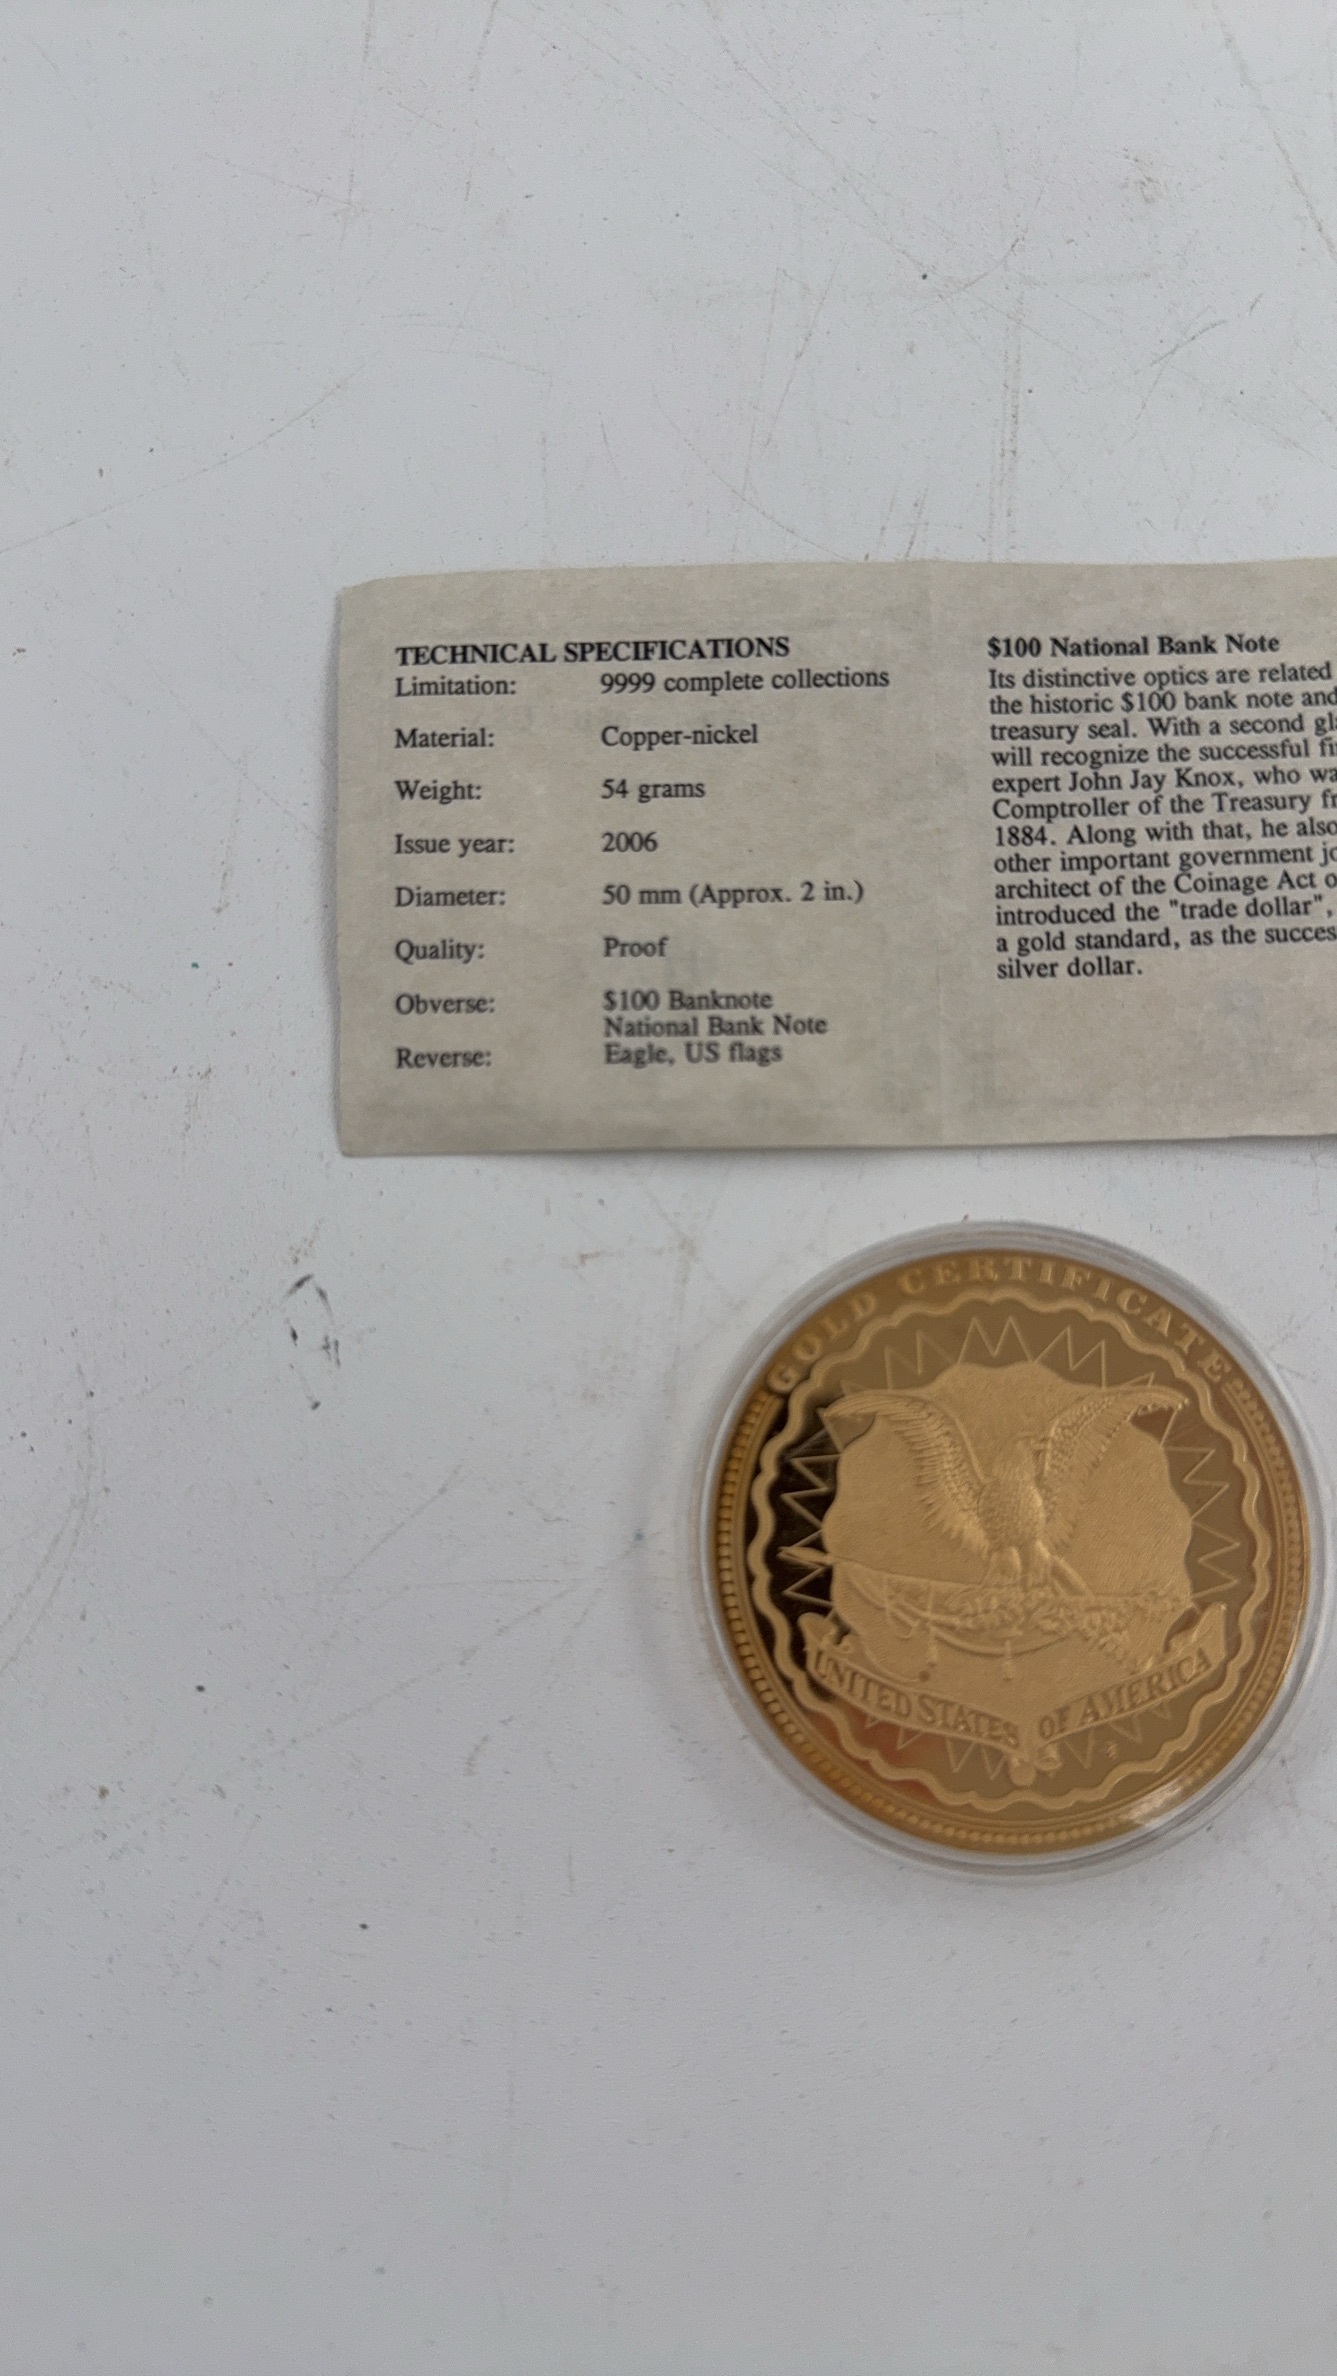 TECHNICAL SPECIFICATIONS
Limitation: 9999 complete collections
Material: Copper-nickel
Weight: 54 grams
Issue year: 2006
Diameter: 50 mm (Approx. 2 in.)
Quality: Proof
Obverse: $100 Banknote
National Bank Note
Reverse: Eagle, US flags
$100 National Bank Note
Its distinctive optics are related
the historic $100 bank note and
treasury seal. With a second
will recognize the successful
expert John Jay Knox, who
Comptroller of the Treasury
1884. Along with that, he also
other important government
architect of the Coinage Act
introduced the "trade dollar",
a gold standard, as the
silver dollar.
GOLD CERTIFICATE
UNITED STATES OF AMERICA